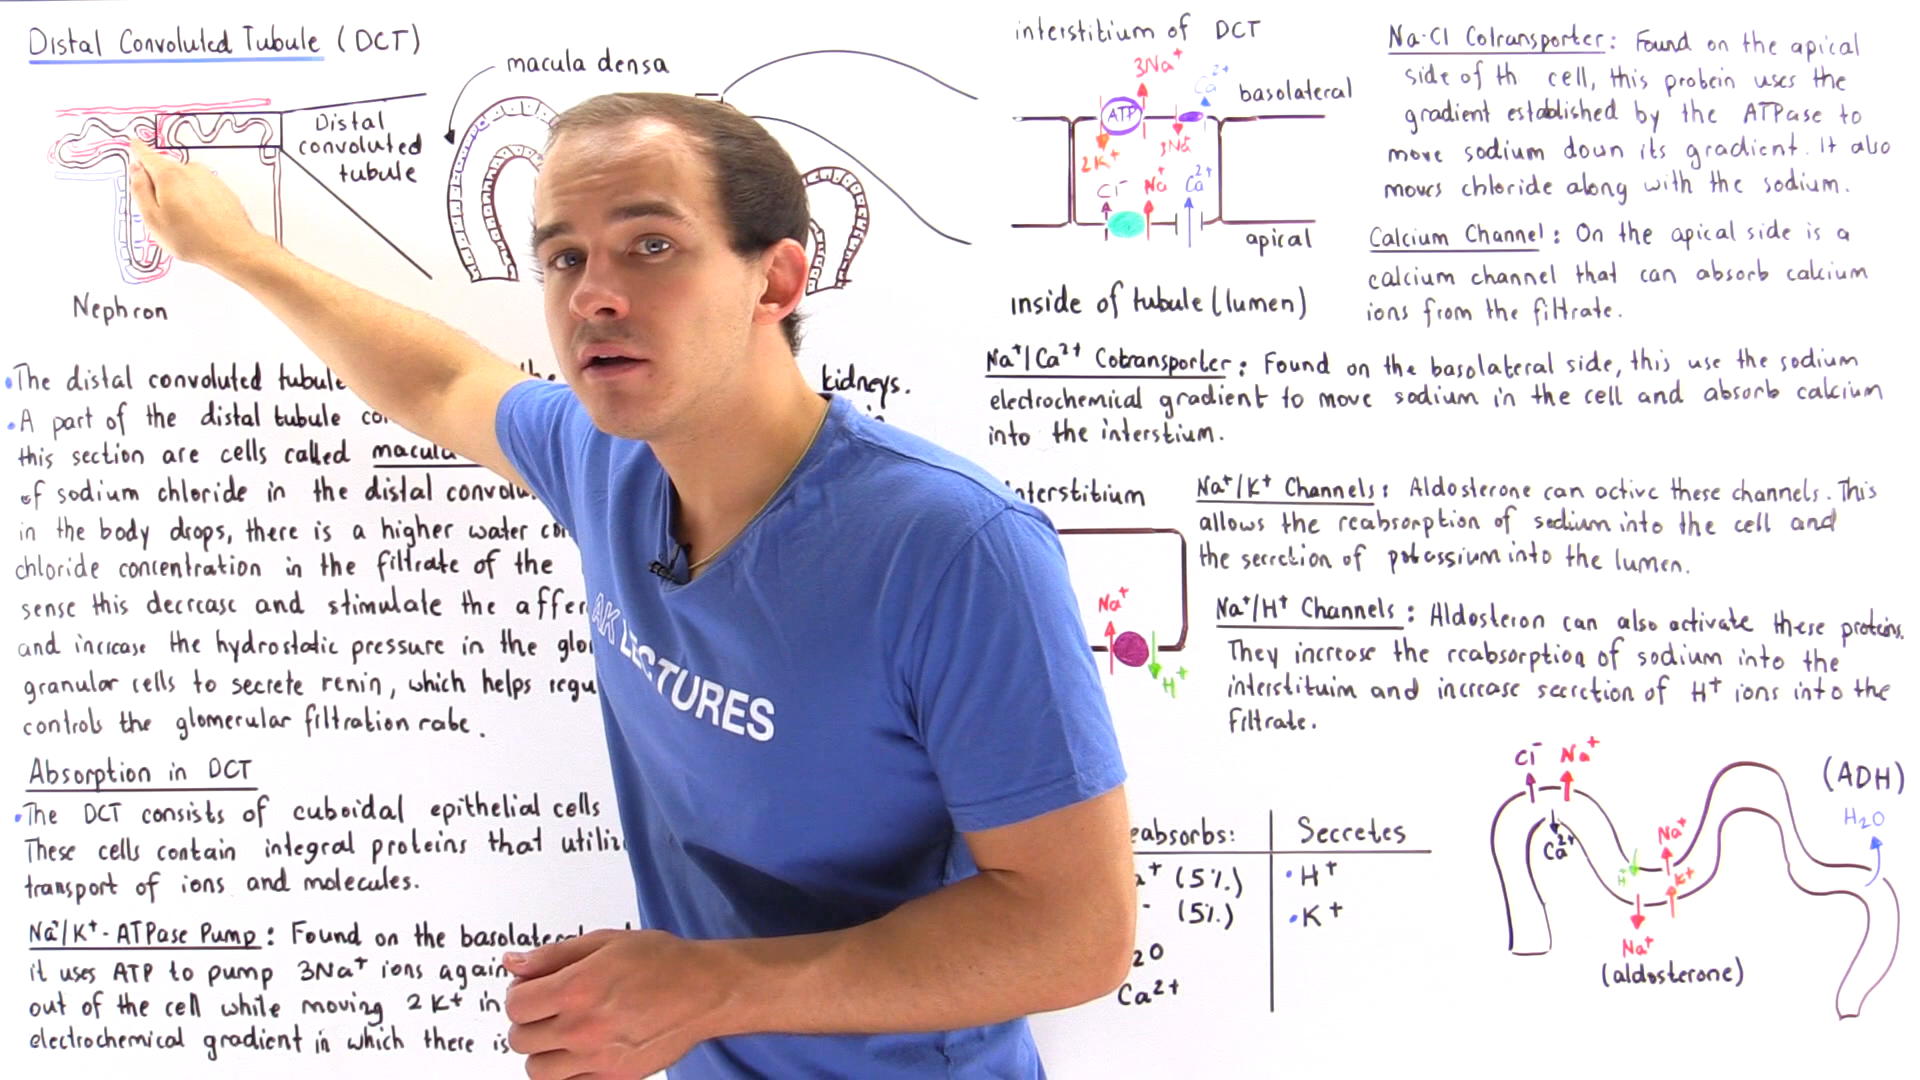 Distal Convoluted Tubule (DCT)
macula densa
Distal
convoluted
tubule
Nephron
•The distal convoluted tubule the kidneys.
•A part of the distal tubule in
this section are cells called macula
of sodium chloride in the distal
in the body drops, there is a higher water
chloride concentration in the filtrate of the
sense this decrease and stimulate the
and increase the hydrostatic pressure in the
granular cells to secrete renin, which helps
controls the glomerular filtration rate.
Absorption in DCT
•The DCT consists of cuboidal epithelial cells
These cells contain integral proteins that
transport of ions and molecules.
Na+/K+-ATPase Pump: Found on the
it uses ATP to pump 3Na+ ions
out of the cell while moving 2K+ in
electrochemical gradient in which there is
AK LECTURES
interstitium of DCT
3Na+ Ca2+
basolateral
ATP
2K+ 3Na
Cl- Na+ Ca2+
apical
inside of tubule (lumen)
Na-Cl Cotransporter: Found on the apical
side of th cell, this protein uses the
gradient established by the ATPase to
move sodium down its gradient. It also
moves chloride along with the sodium.
Calcium Channel: On the apical side is a
calcium channel that can absorb calcium
ions from the filtrate.
Na+/Ca2+ Cotransporter: Found on the basolateral side, this use the sodium
electrochemical gradient to move sodium in the cell and absorb calcium
into the interstium.
interstitium
Na+
H+
Na+/K+ Channels: Aldosterone can active these channels. This
allows the reabsorption of sodium into the cell and
the secretion of potassium into the lumen.
Na+/H+ Channels: Aldosteron can also activate these proteins.
They increase the reabsorption of sodium into the
interstituim and increase secretion of H+ ions into the
filtrate.
eabsorbs: Secretes
+ (5%) •H+
- (5%) •K+
2O
Ca2+
Cl- Na+
Ca2+
H+ Na+
K+
Na+
(aldosterone)
(ADH)
H2O